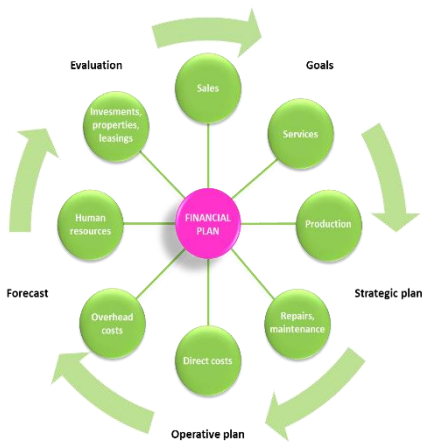 Evaluation
Goals
Sales
Invesments,
properties,
leasings
Services
Human
resources
FINANCIAL
PLAN
Production
Forecast
Strategic plan
Overhead
costs
Repairs,
maintenance
Direct costs
Operative plan